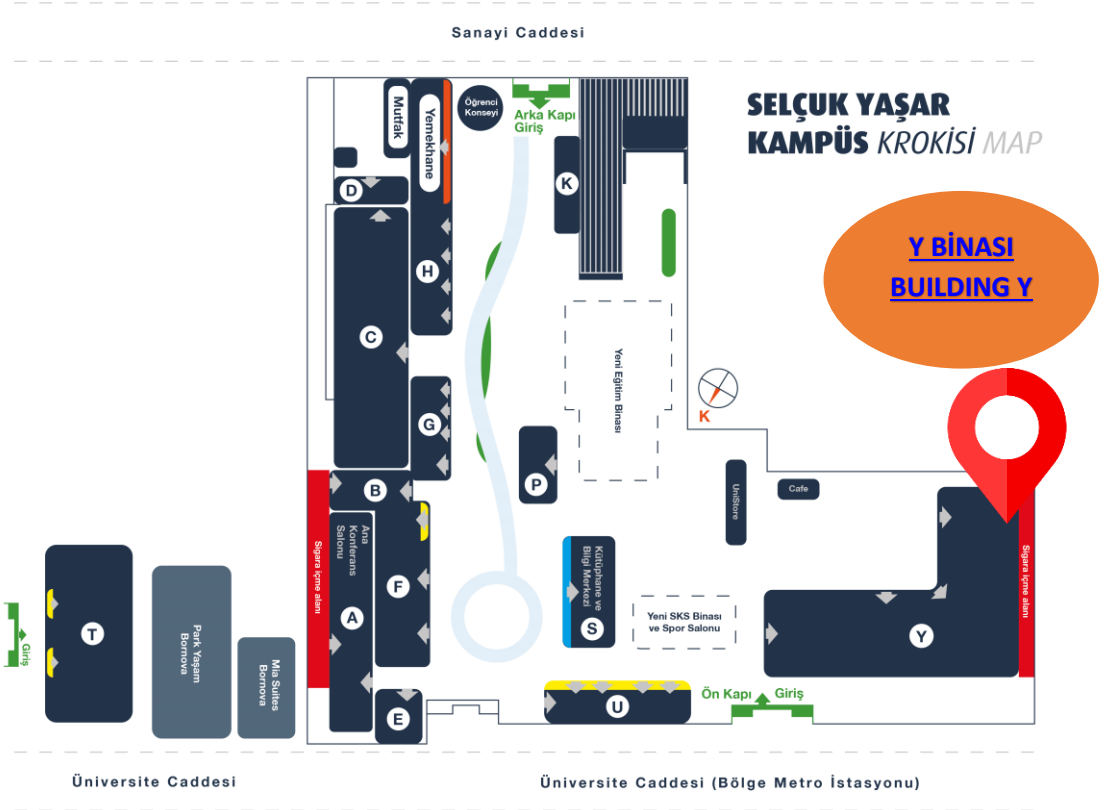 Sanayi Caddesi
SELÇUK YAŞAR
KAMPÜS KROKİSİ MAP
Mutfak
Yemekhane
Öğrenci
Konseyi
Arka Kapı
Giriş
K
D
H
Y BİNASI
BUILDING Y
C
Yeni Eğitim Binası
K
G
P
B
UniStore
Cafe
Ana
Konferans
Salonu
Sigara içme alanı
F
A
Kütüphane ve
Bilgi Merkezi
S
Yeni SKS Binası
ve Spor Salonu
Y
Sigara içme alanı
T
Giriş
Park Yaşam
Bornova
Mia Suites
Bornova
E
U
Ön Kapı
Giriş
Üniversite Caddesi
Üniversite Caddesi (Bölge Metro İstasyonu)